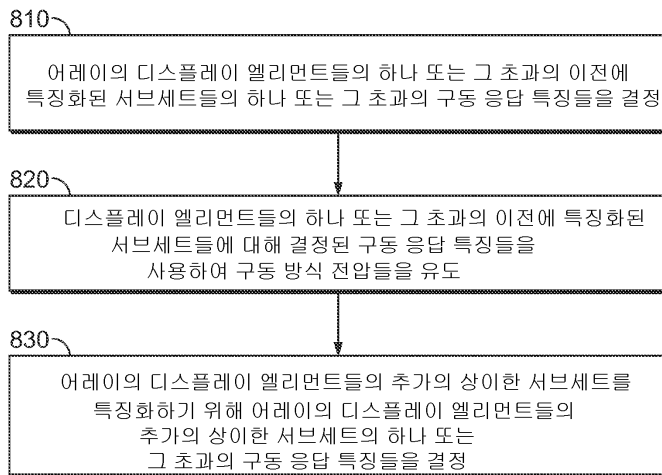 810
어레이의 디스플레이 엘리먼트들의 하나 또는 그 초과의 이전에
특징화된 서브세트들의 하나 또는 그 초과의 구동 응답 특징들을 결정
820
디스플레이 엘리먼트들의 하나 또는 그 초과의 이전에 특징화된
서브세트들에 대해 결정된 구동 응답 특징들을
사용하여 구동 방식 전압들을 유도
830
어레이의 디스플레이 엘리먼트들의 추가의 상이한 서브세트를
특징화하기 위해 어레이의 디스플레이 엘리먼트들의
추가의 상이한 서브세트의 하나 또는
그 초과의 구동 응답 특징들을 결정